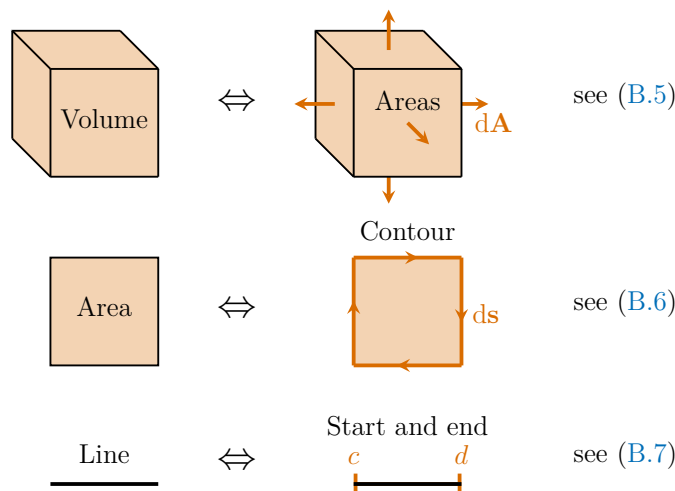 Volume ⇔ Areas dA see (B.5)
Contour
Area ⇔ ds see (B.6)
Start and end
Line ⇔ c d see (B.7)